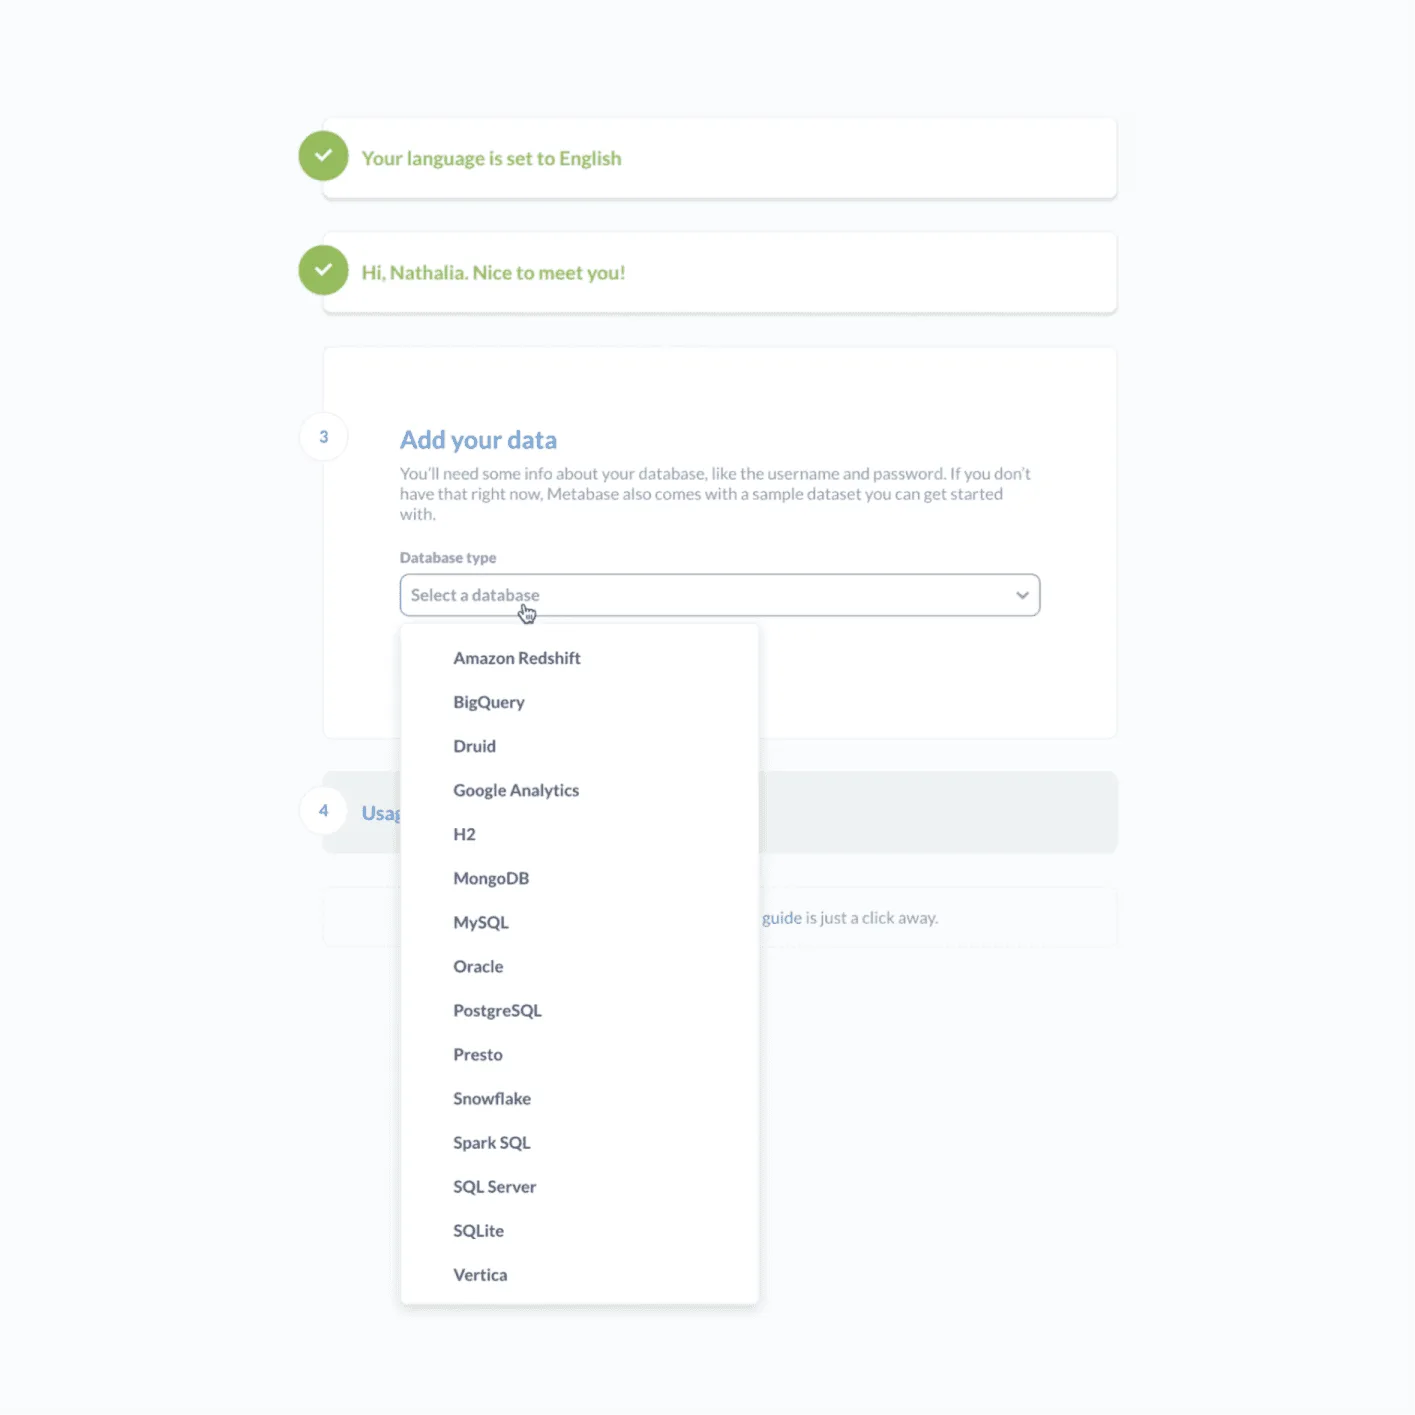 Your language is set to English
Hi, Nathalia. Nice to meet you!
3
Add your data
You'll need some info about your database, like the username and password. If you don't
have that right now, Metabase also comes with a sample dataset you can get started
with.
Database type
Select a database
Amazon Redshift
BigQuery
Druid
Google Analytics
H2
MongoDB
MySQL
Oracle
PostgreSQL
Presto
Snowflake
Spark SQL
SQL Server
SQLite
Vertica
4
guide is just a click away.